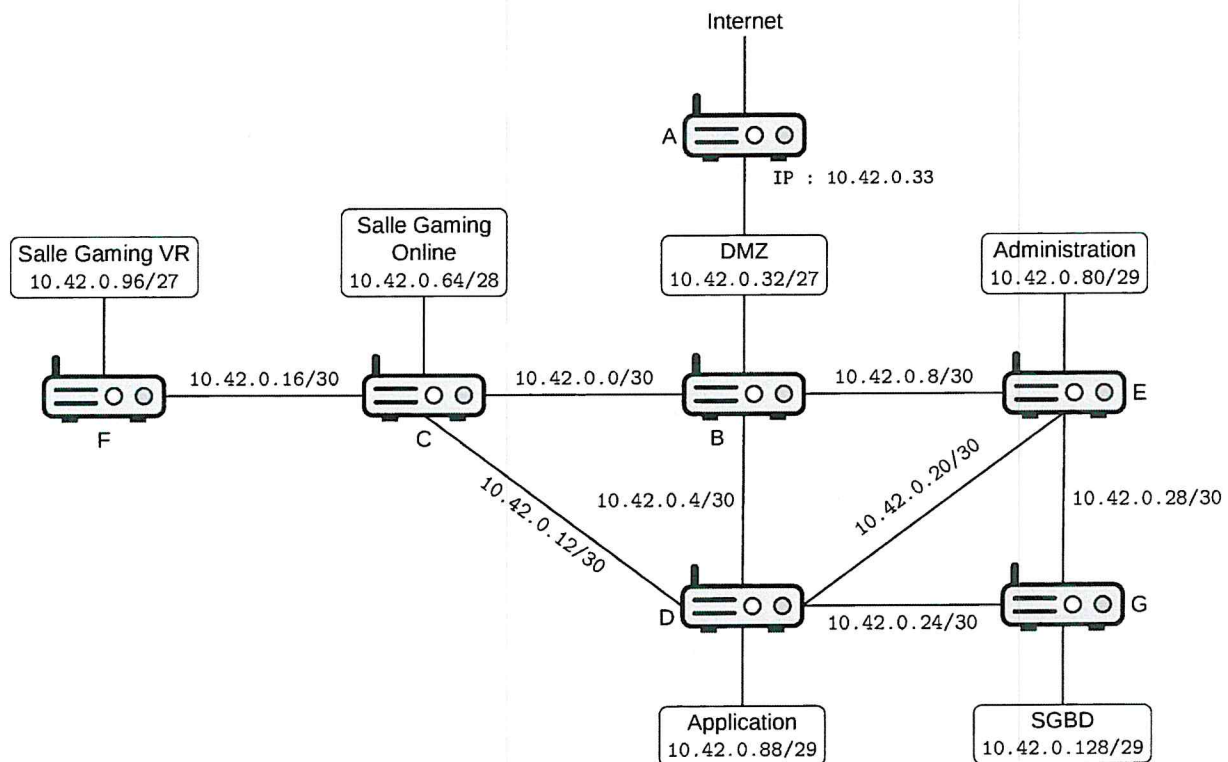 Internet
A
IP : 10.42.0.33
Salle Gaming VR
10.42.0.96/27
Salle Gaming
Online
10.42.0.64/28
DMZ
10.42.0.32/27
Administration
10.42.0.80/29
10.42.0.16/30
10.42.0.0/30
10.42.0.8/30
F
C
B
E
10.42.0.12/30
10.42.0.4/30
10.42.0.20/30
10.42.0.28/30
D
10.42.0.24/30
G
Application
10.42.0.88/29
SGBD
10.42.0.128/29